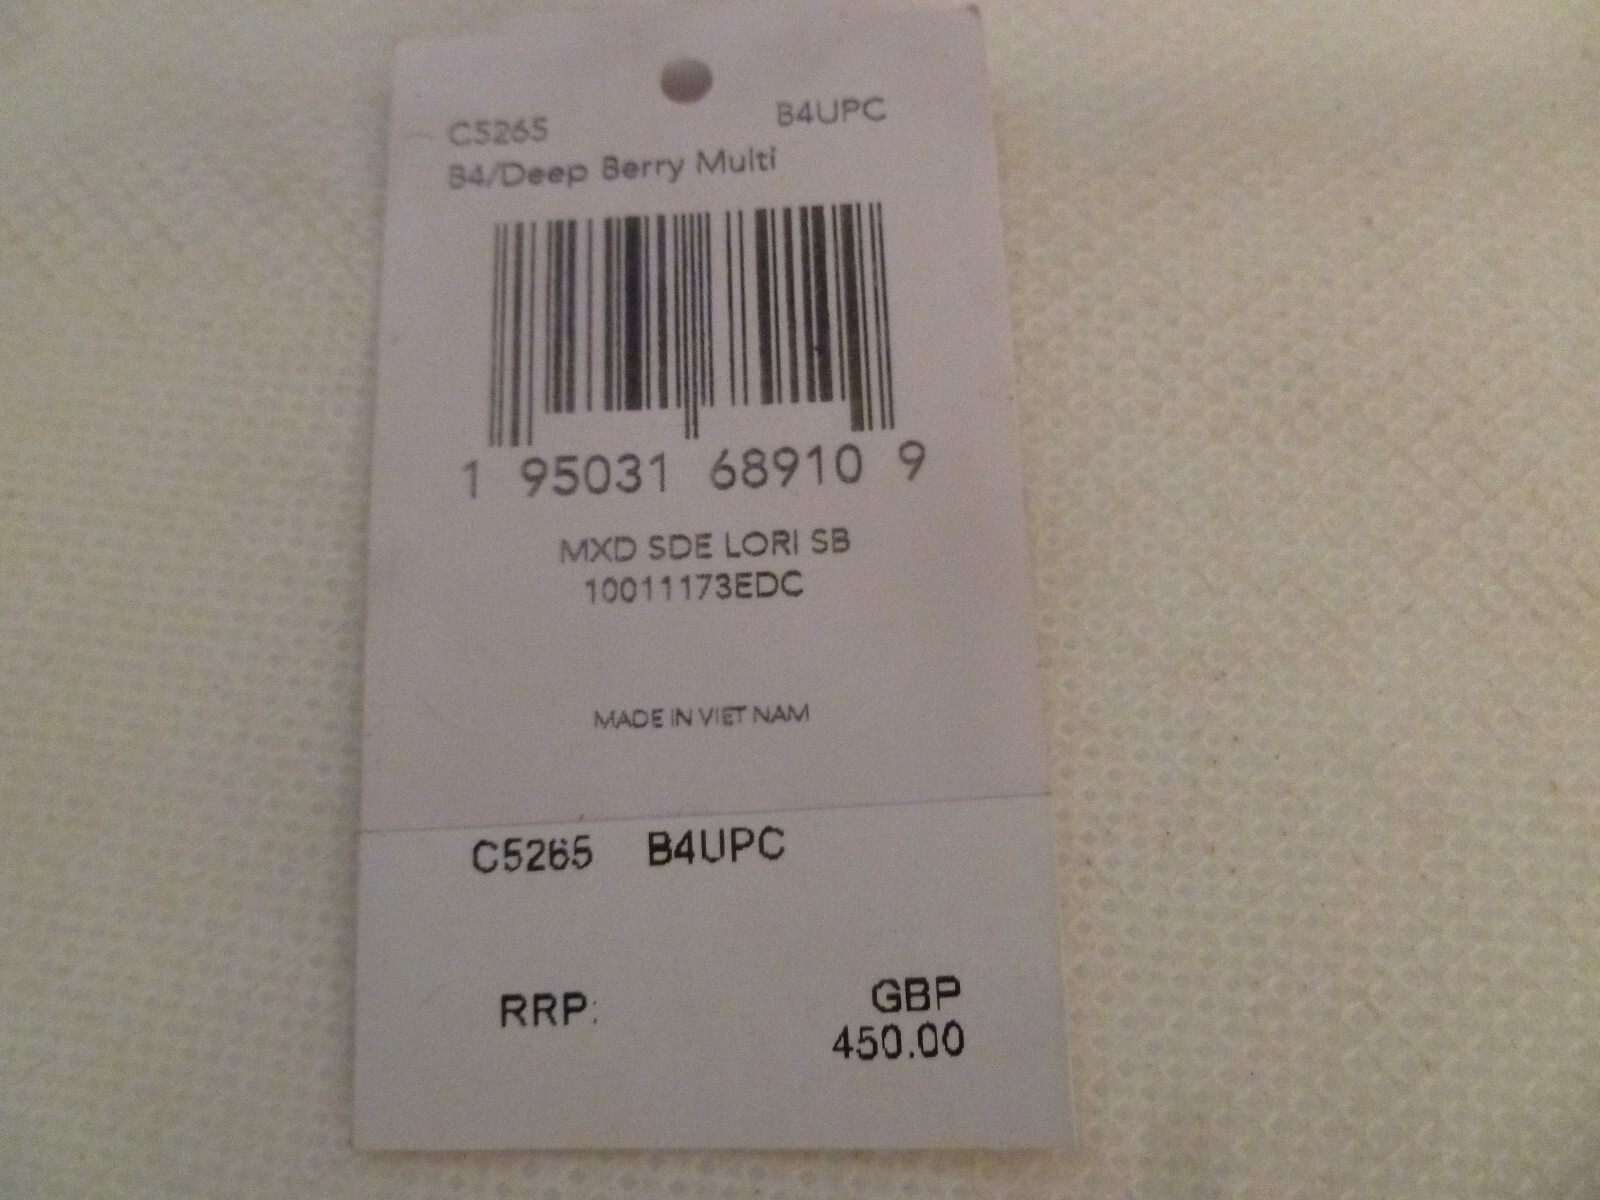 C5265 B4UPC
B4/Deep Berry Multi
1 95031 68910 9
MXD SDE LORI SB
10011173EDC
MADE IN VIET NAM
C5265 B4UPC
RRP: GBP
450.00